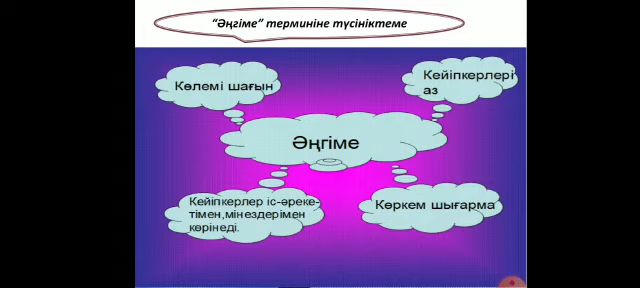 “Әңгіме” терминіне түсініктеме
Көлемі шағын
Кейіпкерлері
аз
Әңгіме
Кейіпкерлер іс-әреке-
тімен,мінездерімен
көрінеді.
Көркем шығарма